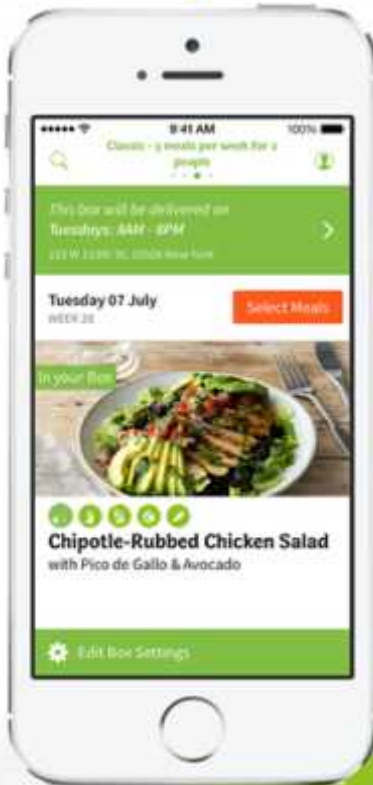 9:41 AM 100%
Classic - 3 meals per week for 2
people
This box will be delivered on
Tuesdays: 8AM - 8PM
New York
Tuesday 07 July
WEEK 28
Select Meals
In your Box
Chipotle-Rubbed Chicken Salad
with Pico de Gallo & Avocado
Edit Box Settings